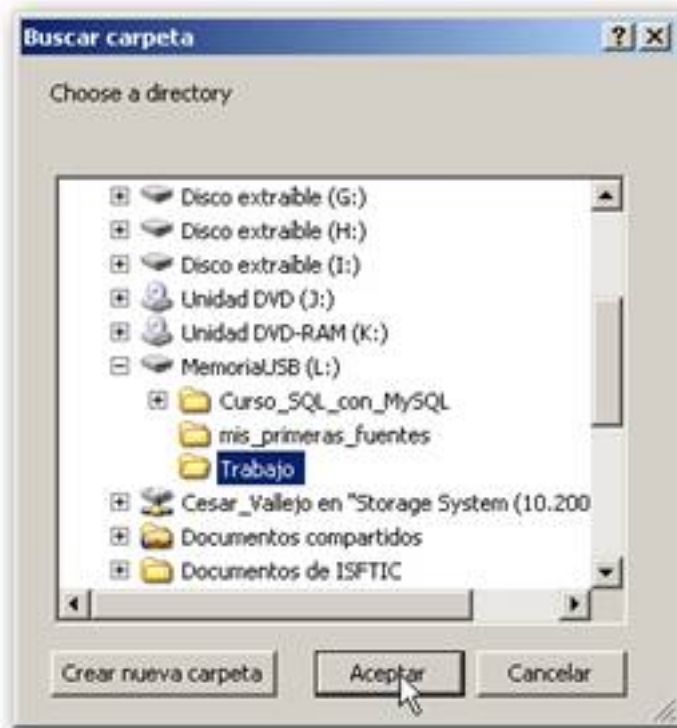 Buscar carpeta
Choose a directory
Disco extraíble (G:)
Disco extraíble (H:)
Disco extraíble (I:)
Unidad DVD (J:)
Unidad DVD-RAM (K:)
MemoriaUSB (L:)
Curso_SQL_con_MySQL
mis_primeras_fuentes
Trabajo
Cesar_Vallejo en "Storage System (10.200
Documentos compartidos
Documentos de ISFTIC
Crear nueva carpeta Aceptar Cancelar